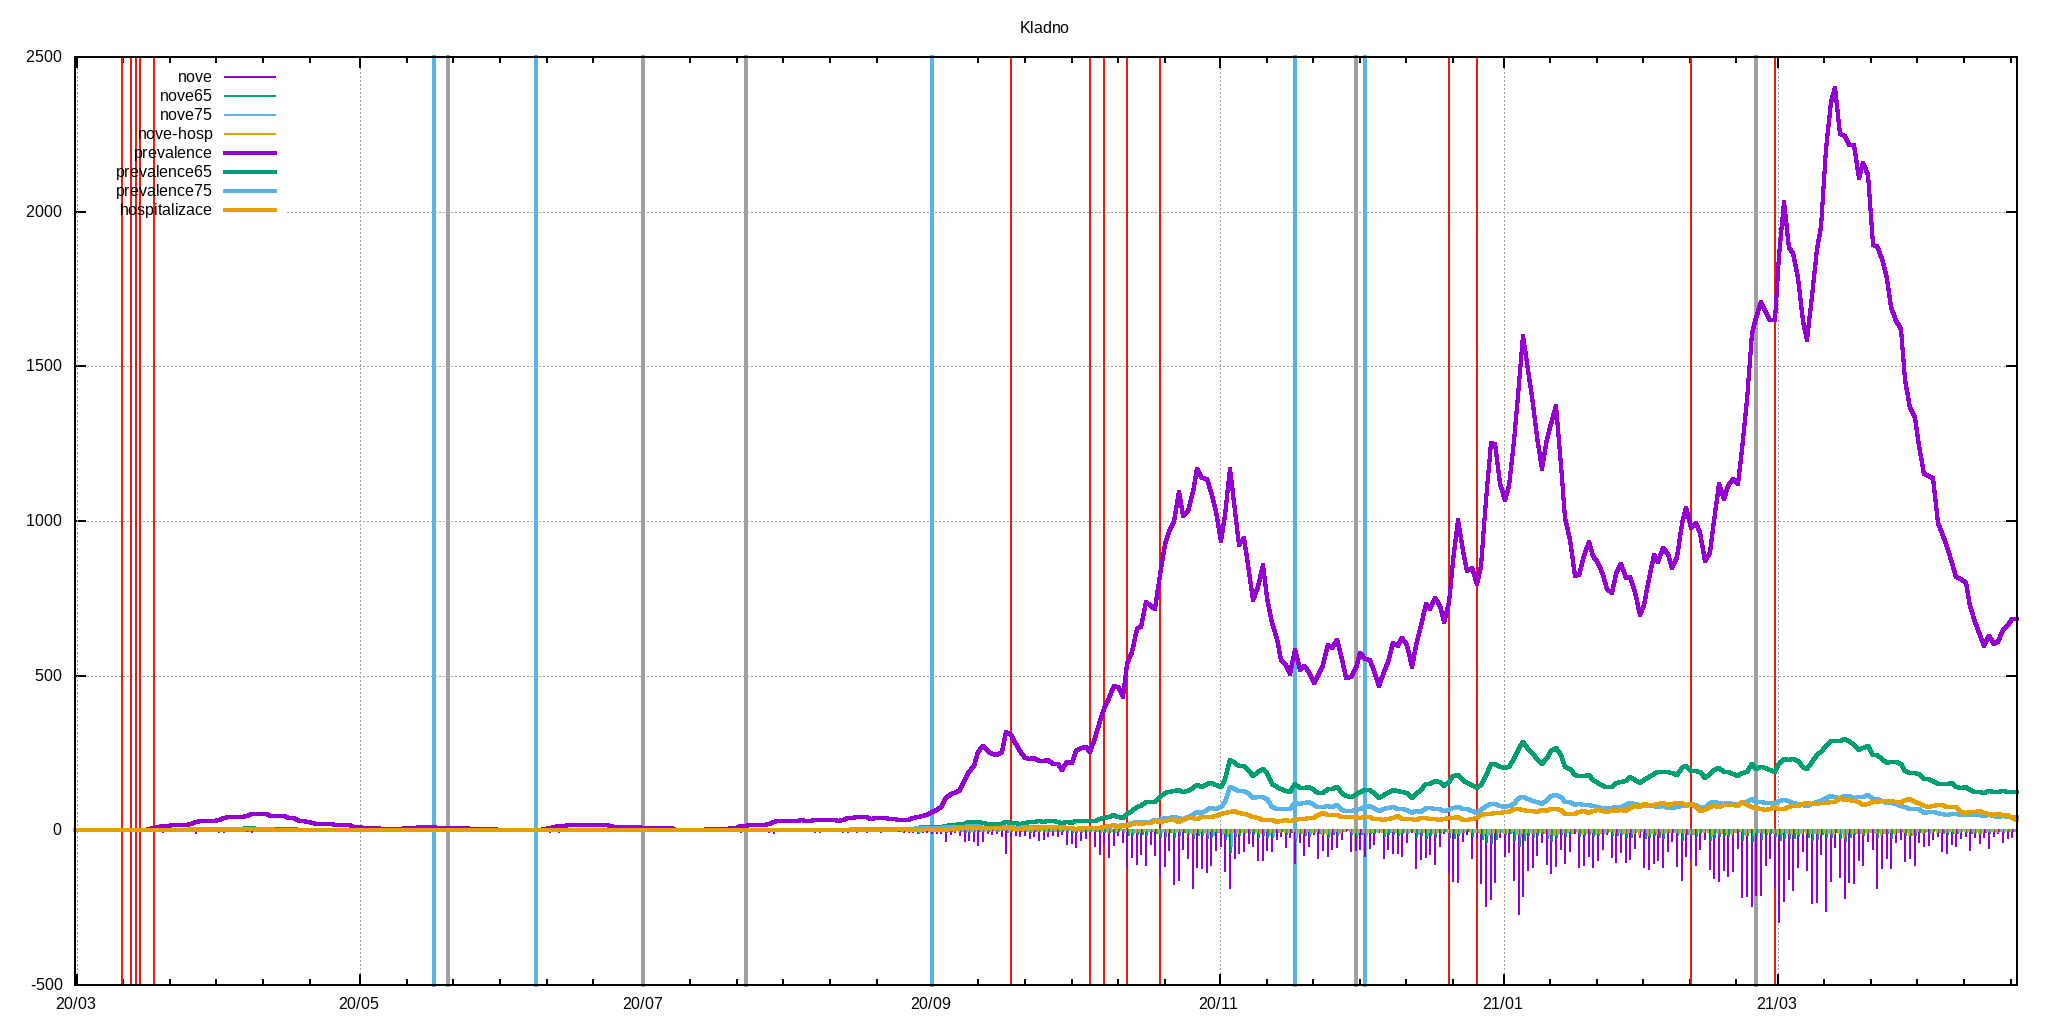 Kladno
2500
nove
nove65
nove75
nove-hosp
prevalence
prevalence65
prevalence75
hospitalizace
2000
1500
1000
500
0
-500
20/03 20/05 20/07 20/09 20/11 21/01 21/03